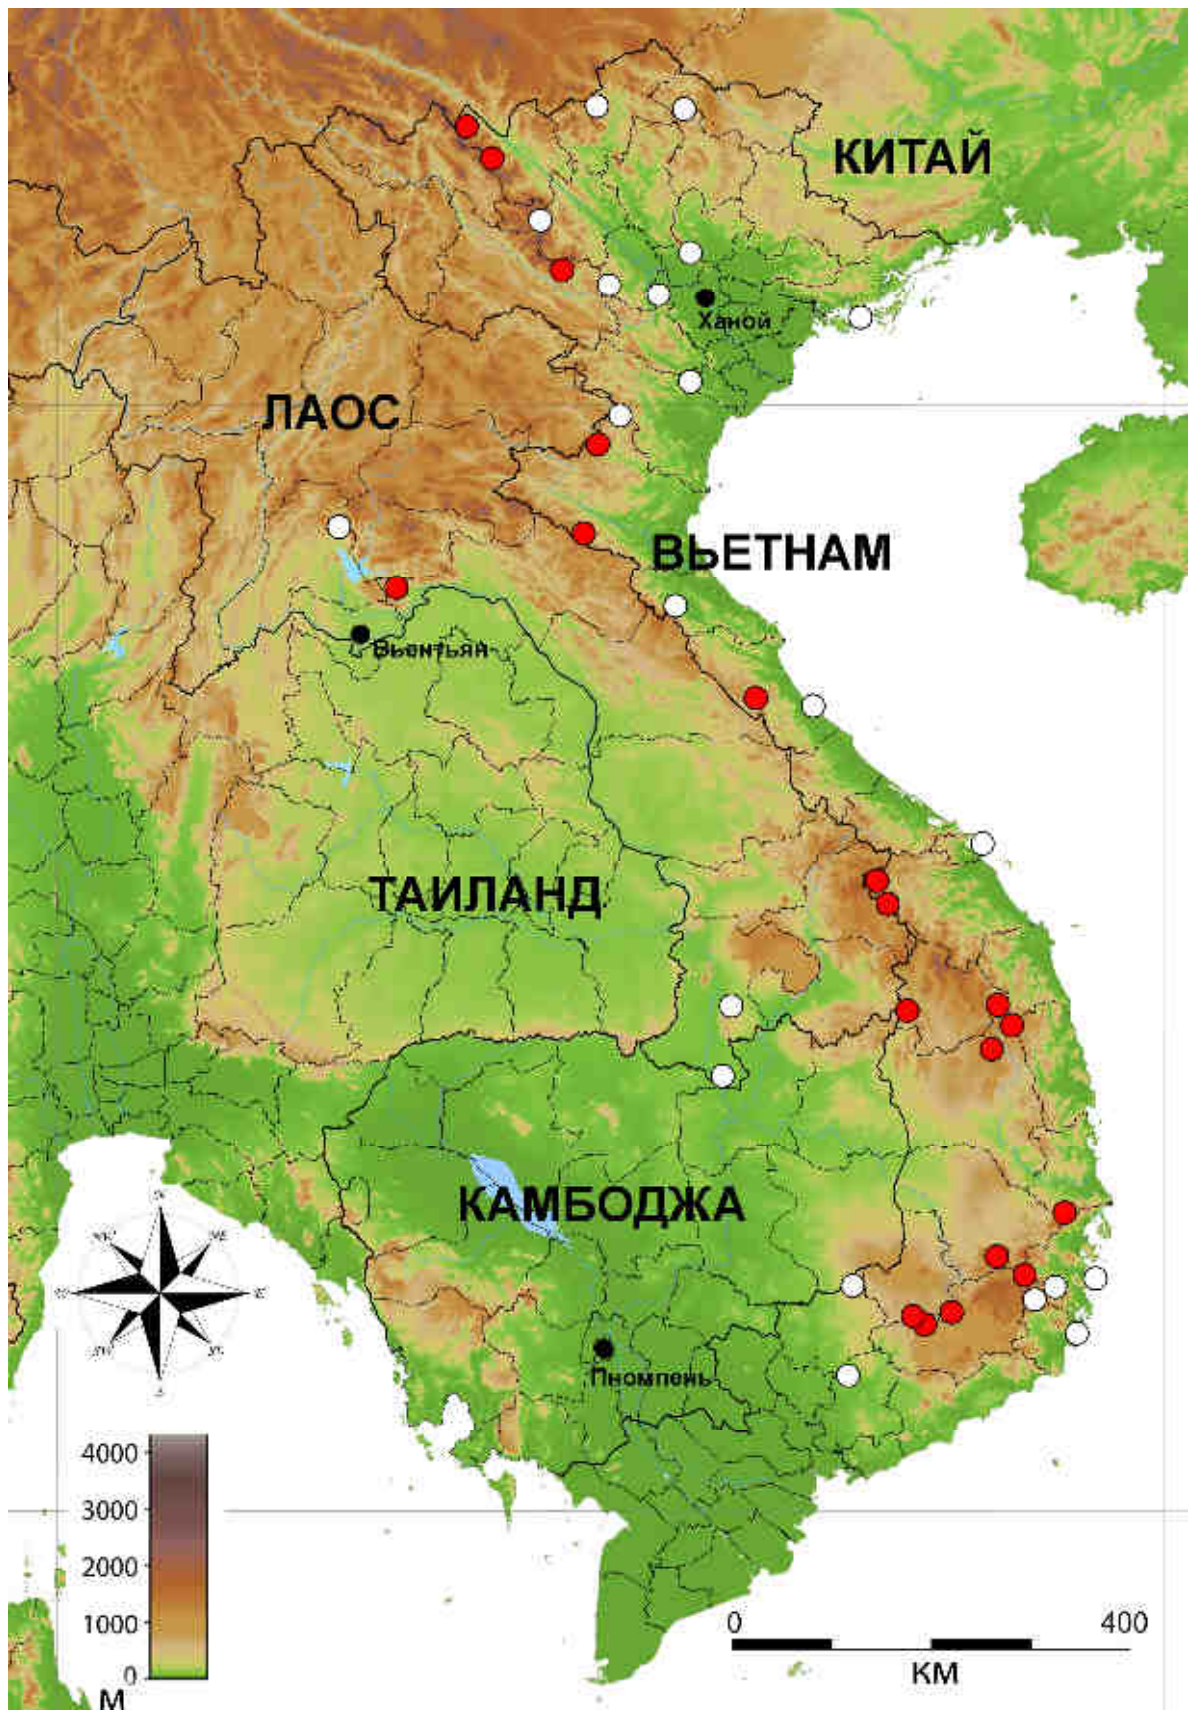 КИТАЙ
Ханой
ЛАОС
ВЬЕТНАМ
Вьентьян
ТАИЛАНД
КАМБОДЖА
Пномпень
4000
3000
2000
1000
0
М
0 400
КМ